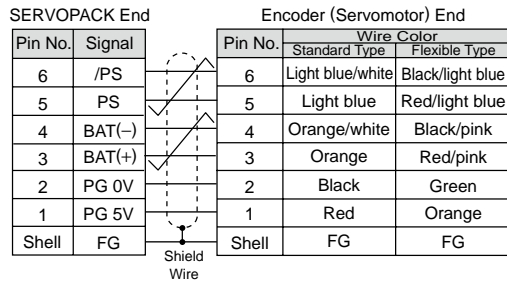 SERVOPACK End
Encoder (Servomotor) End
Pin No. Signal Pin No. Wire Color
Standard Type Flexible Type
6 /PS 6 Light blue/white Black/light blue
5 PS 5 Light blue Red/light blue
4 BAT(−) 4 Orange/white Black/pink
3 BAT(+) 3 Orange Red/pink
2 PG 0V 2 Black Green
1 PG 5V 1 Red Orange
Shell FG Shell FG FG
Shield
Wire